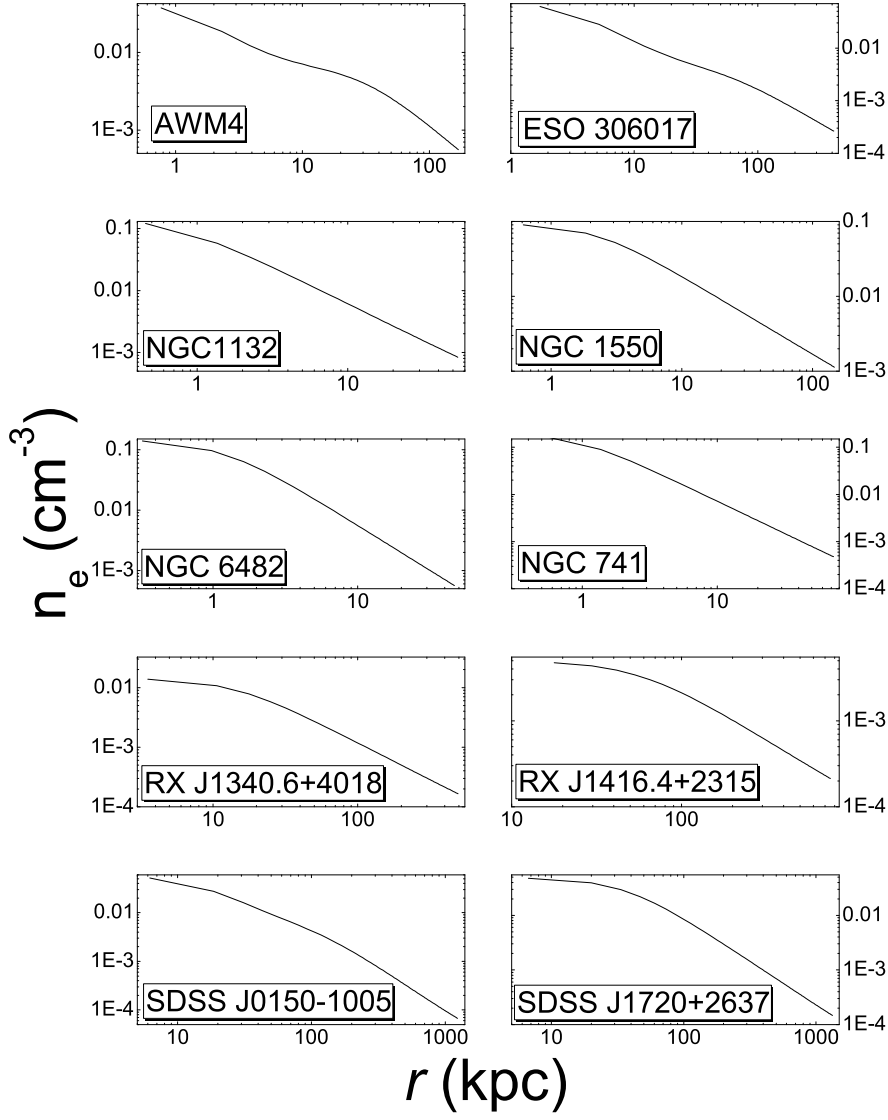 0.01
1E-3
AWM4
1 10 100
0.01
1E-3
1E-4
ESO 306017
1 10 100
0.1
0.01
1E-3
NGC1132
1 10
0.1
0.01
1E-3
NGC 1550
1 10 100
0.1
0.01
1E-3
NGC 6482
1 10
0.1
0.01
1E-3
1E-4
NGC 741
1 10
0.01
1E-3
1E-4
RX J1340.6+4018
10 100
1E-3
RX J1416.4+2315
10 100
0.01
1E-3
1E-4
SDSS J0150-1005
10 100 1000
0.01
1E-3
1E-4
SDSS J1720+2637
10 100 1000
n_e (cm^-3)
r (kpc)